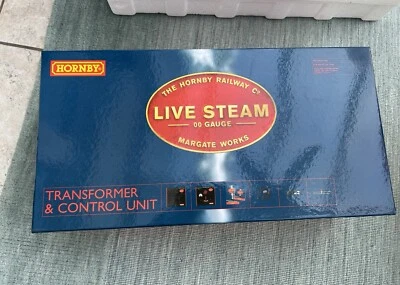 HORNBY
THE HORNBY RAILWAY Co
LIVE STEAM
00 GAUGE
MARGATE WORKS
TRANSFORMER
& CONTROL UNIT